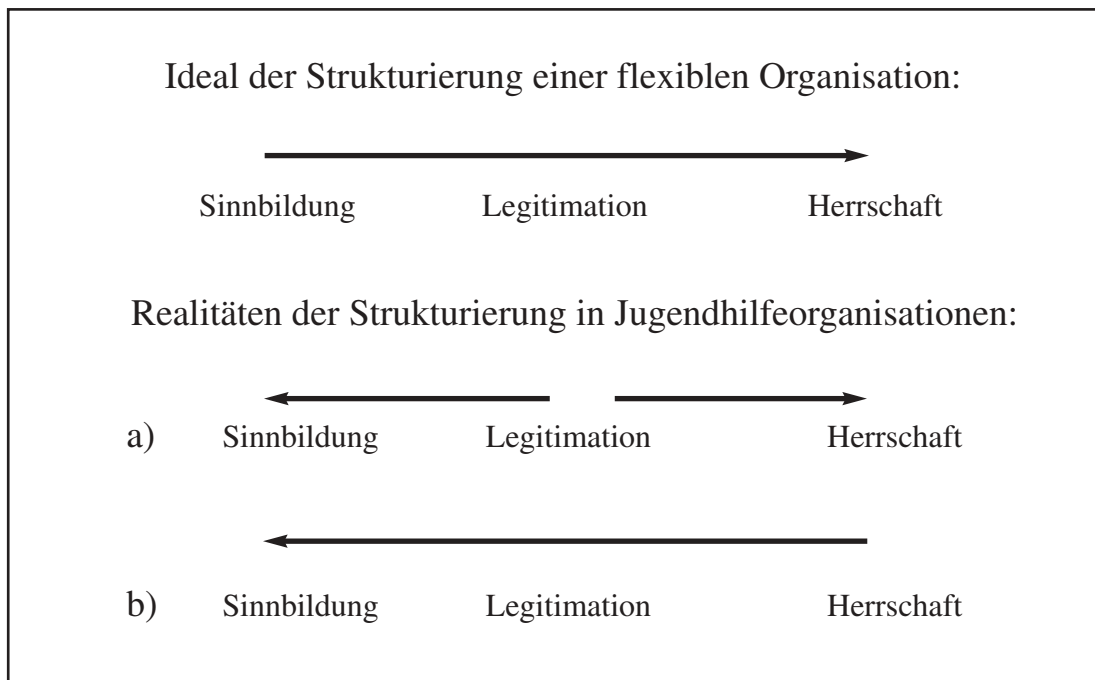 Ideal der Strukturierung einer flexiblen Organisation:
Sinnbildung Legitimation Herrschaft
Realitäten der Strukturierung in Jugendhilfeorganisationen:
a) Sinnbildung Legitimation Herrschaft
b) Sinnbildung Legitimation Herrschaft